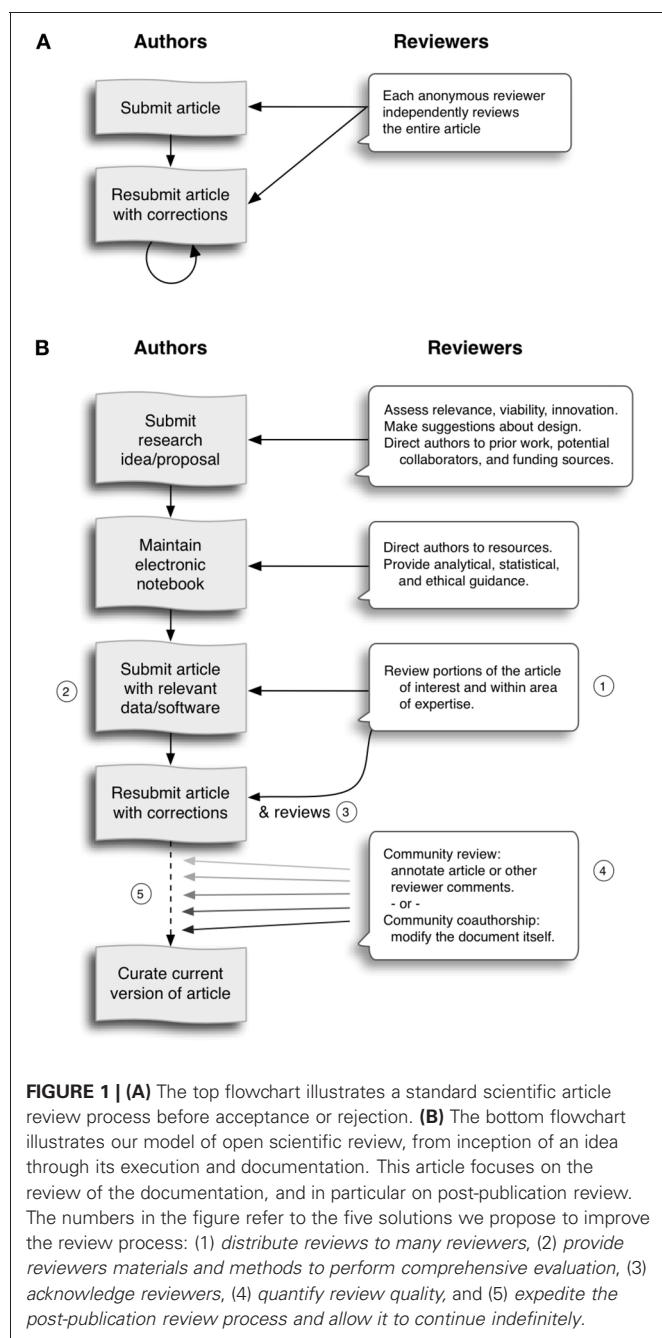 A
Authors
Reviewers
Submit article
Each anonymous reviewer
independently reviews
the entire article
Resubmit article
with corrections
B
Authors
Reviewers
Submit
research
idea/proposal
Assess relevance, viability, innovation.
Make suggestions about design.
Direct authors to prior work, potential
collaborators, and funding sources.
Maintain
electronic
notebook
Direct authors to resources.
Provide analytical, statistical,
and ethical guidance.
2
Submit article
with relevant
data/software
Review portions of the article
of interest and within area
of expertise.
1
Resubmit article
with corrections
& reviews 3
5
Community review:
annotate article or other
reviewer comments.
- or -
Community coauthorship:
modify the document itself.
4
Curate current
version of article
FIGURE 1 | (A) The top flowchart illustrates a standard scientific article
review process before acceptance or rejection. (B) The bottom flowchart
illustrates our model of open scientific review, from inception of an idea
through its execution and documentation. This article focuses on the
review of the documentation, and in particular on post-publication review.
The numbers in the figure refer to the five solutions we propose to improve
the review process: (1) distribute reviews to many reviewers, (2) provide
reviewers materials and methods to perform comprehensive evaluation, (3)
acknowledge reviewers, (4) quantify review quality, and (5) expedite the
post-publication review process and allow it to continue indefinitely.